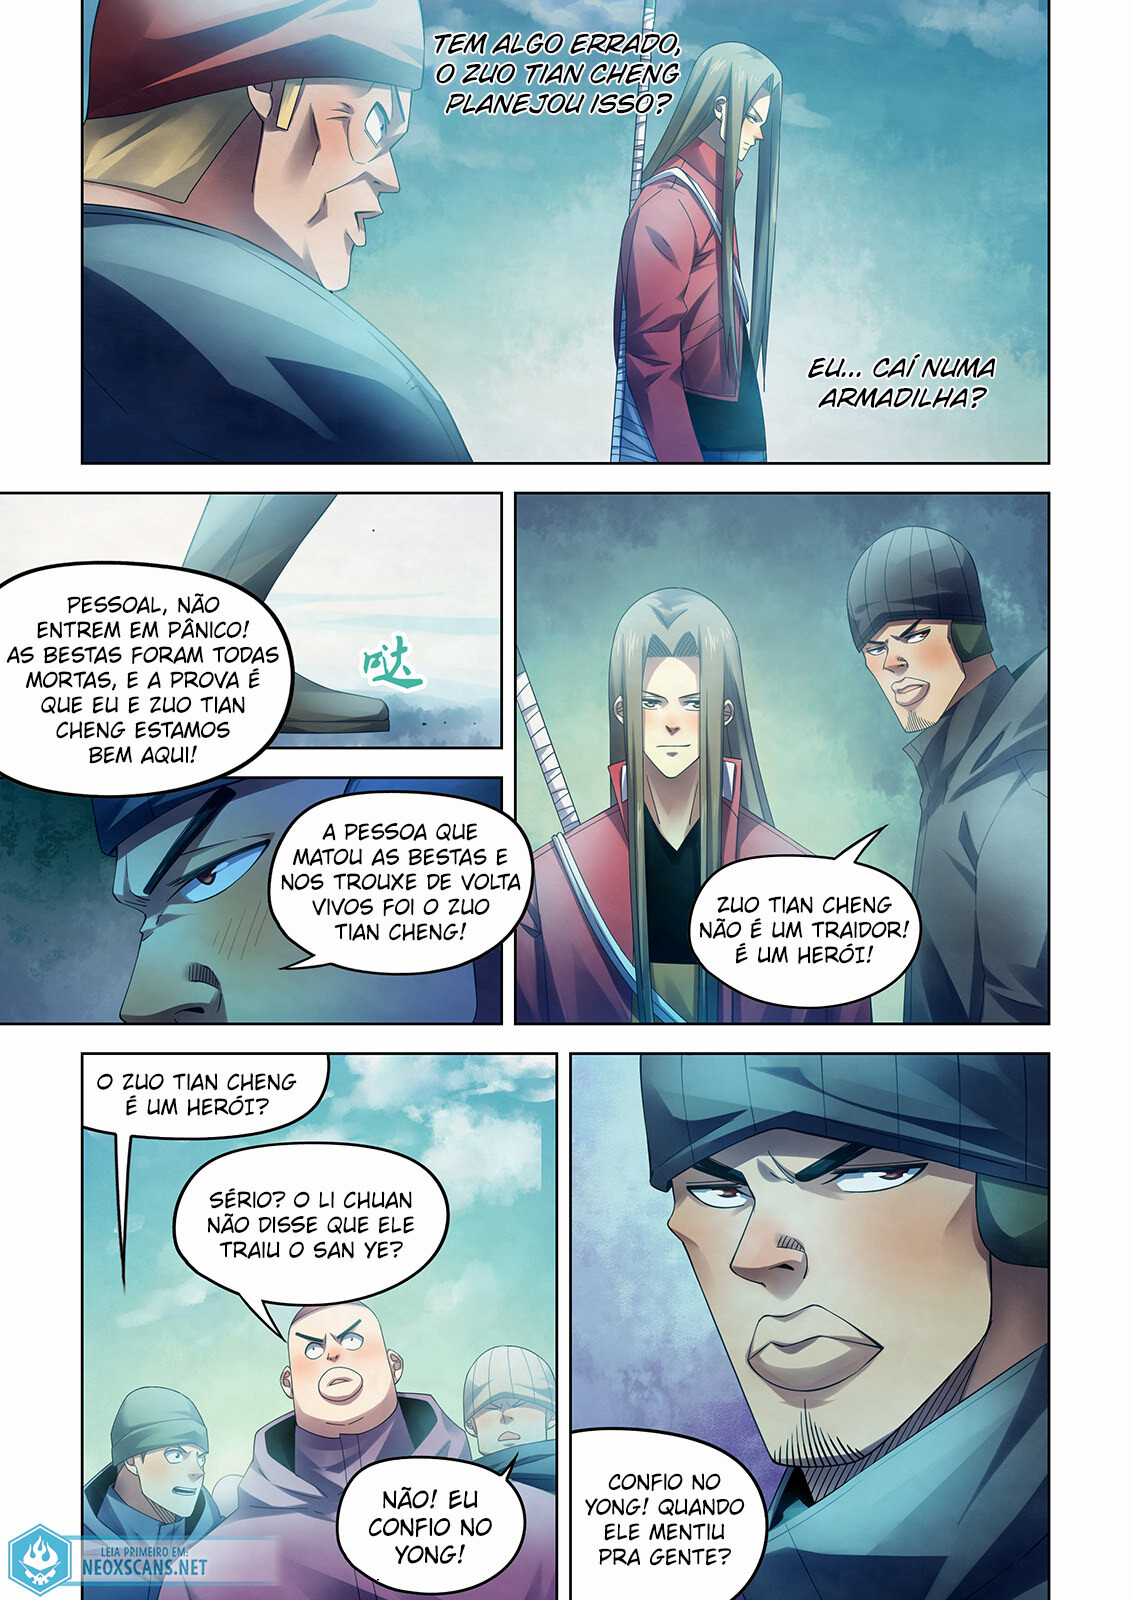 TEM ALGO ERRADO,
O ZUO TIAN CHENG
PLANEJOU ISSO?
EU... CAÍ NUMA
ARMADILHA?
PESSOAL, NÃO
ENTREM EM PÂNICO!
AS BESTAS FORAM TODAS
MORTAS, E A PROVA É
QUE EU E ZUO TIAN
CHENG ESTAMOS
BEM AQUI!
哒
A PESSOA QUE
MATOU AS BESTAS E
NOS TROUXE DE VOLTA
VIVOS FOI O ZUO
TIAN CHENG!
ZUO TIAN CHENG
NÃO É UM TRAIDOR!
É UM HERÓI!
O ZUO TIAN CHENG
É UM HERÓI?
SÉRIO? O LI CHUAN
NÃO DISSE QUE ELE
TRAIU O SAN YE?
NÃO! EU
CONFIO NO
YONG!
CONFIO NO
YONG! QUANDO
ELE MENTIU
PRA GENTE?
LEIA PRIMEIRO EM:
NEOXSCANS.NET